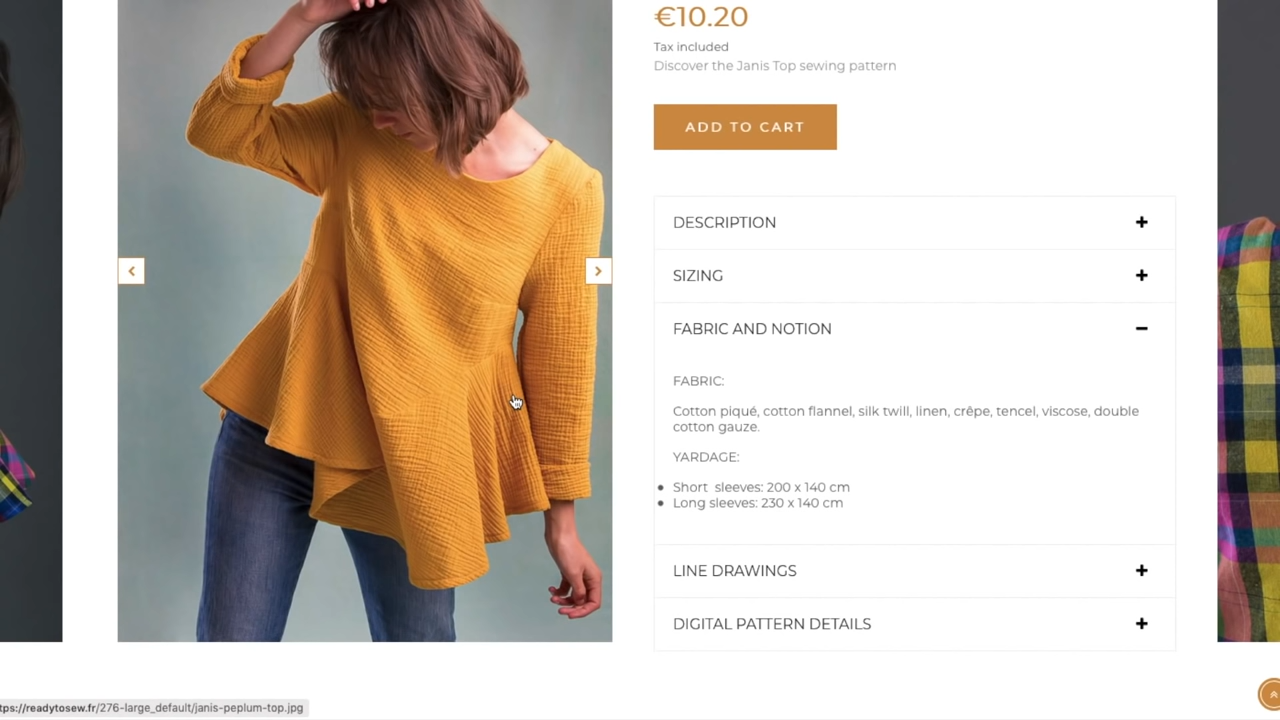 €10.20
Tax included
Discover the Janis Top sewing pattern
ADD TO CART
DESCRIPTION
SIZING
FABRIC AND NOTION
FABRIC:
Cotton piqué, cotton flannel, silk twill, linen, crêpe, tencel, viscose, double
cotton gauze.
YARDAGE:
Short sleeves: 200 x 140 cm
Long sleeves: 230 x 140 cm
LINE DRAWINGS
DIGITAL PATTERN DETAILS
tps://readytosew.fr/276-large_default/janis-peplum-top.jpg